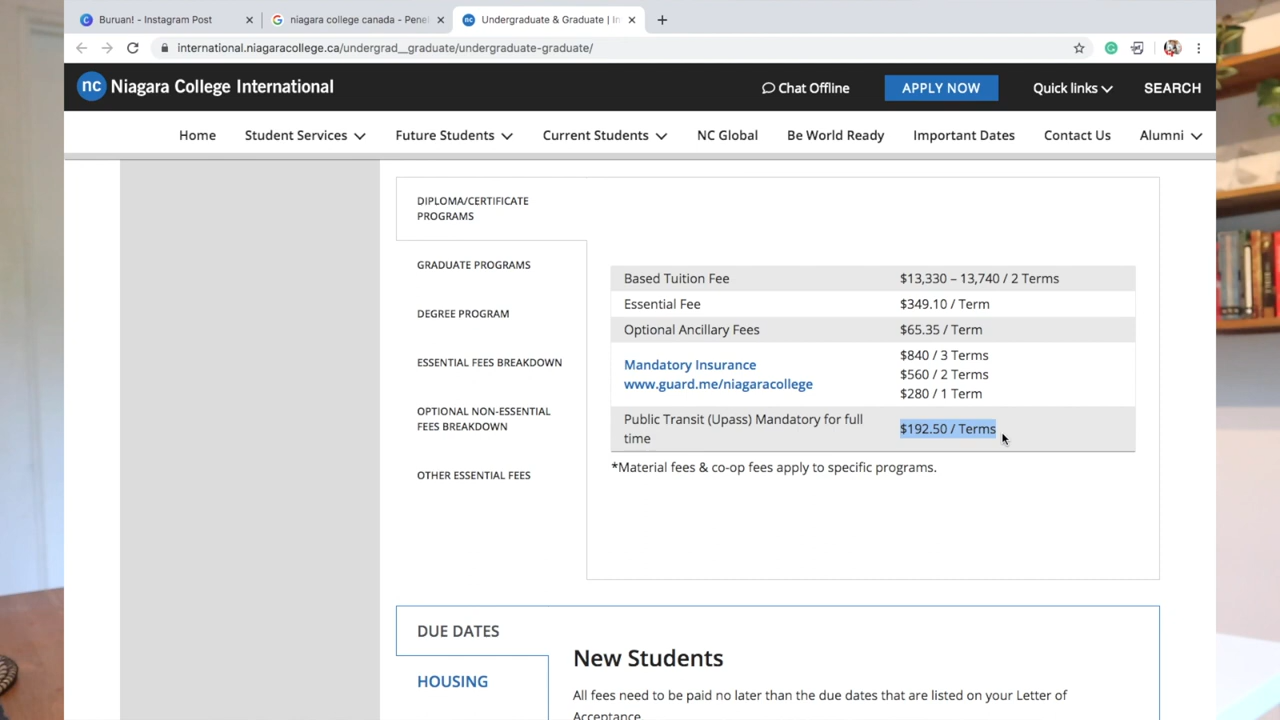 Buruan! - Instagram Post
niagara college canada - Penel
Undergraduate & Graduate | In
international.niagaracollege.ca/undergrad__graduate/undergraduate-graduate/
nc Niagara College International
Chat Offline
APPLY NOW
Quick links
SEARCH
Home
Student Services
Future Students
Current Students
NC Global
Be World Ready
Important Dates
Contact Us
Alumni
DIPLOMA/CERTIFICATE
PROGRAMS
GRADUATE PROGRAMS
DEGREE PROGRAM
ESSENTIAL FEES BREAKDOWN
OPTIONAL NON-ESSENTIAL
FEES BREAKDOWN
OTHER ESSENTIAL FEES
Based Tuition Fee $13,330 – 13,740 / 2 Terms
Essential Fee $349.10 / Term
Optional Ancillary Fees $65.35 / Term
Mandatory Insurance
www.guard.me/niagaracollege
$840 / 3 Terms
$560 / 2 Terms
$280 / 1 Term
Public Transit (Upass) Mandatory for full
time
$192.50 / Terms
*Material fees & co-op fees apply to specific programs.
DUE DATES
HOUSING
New Students
All fees need to be paid no later than the due dates that are listed on your Letter of
Acceptance